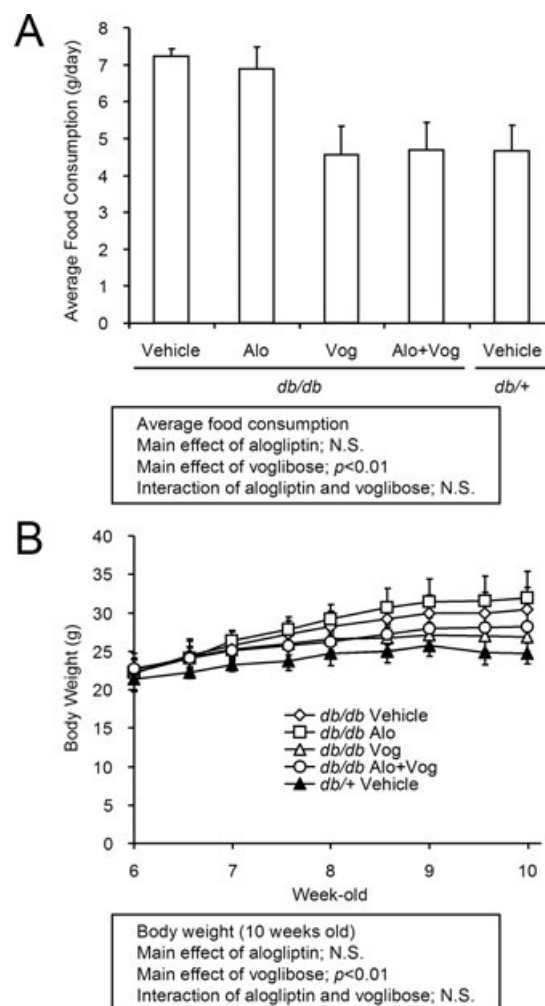 A
8
7
6
5
4
3
2
1
0
Average Food Consumption (g/day)
Vehicle Alo Vog Alo+Vog Vehicle
db/db db/+
Average food consumption
Main effect of alogliptin; N.S.
Main effect of voglibose; p<0.01
Interaction of alogliptin and voglibose; N.S.
B
40
35
30
25
20
15
10
5
0
Body Weight (g)
db/db Vehicle
db/db Alo
db/db Vog
db/db Alo+Vog
db/+ Vehicle
6 7 8 9 10
Week-old
Body weight (10 weeks old)
Main effect of alogliptin; N.S.
Main effect of voglibose; p<0.01
Interaction of alogliptin and voglibose; N.S.